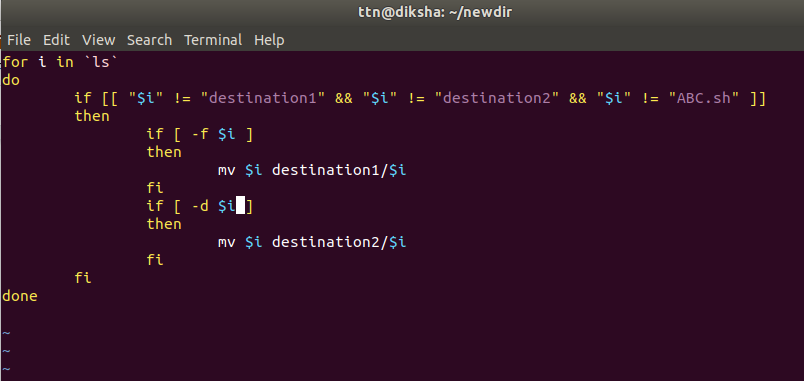 ttn@diksha: ~/newdir
File Edit View Search Terminal Help
for i in `ls`
do
        if [[ "$i" != "destination1" && "$i" != "destination2" && "$i" != "ABC.sh" ]]
        then
                if [ -f $i ]
                then
                        mv $i destination1/$i
                fi
                if [ -d $i ]
                then
                        mv $i destination2/$i
                fi
        fi
done
~
~
~